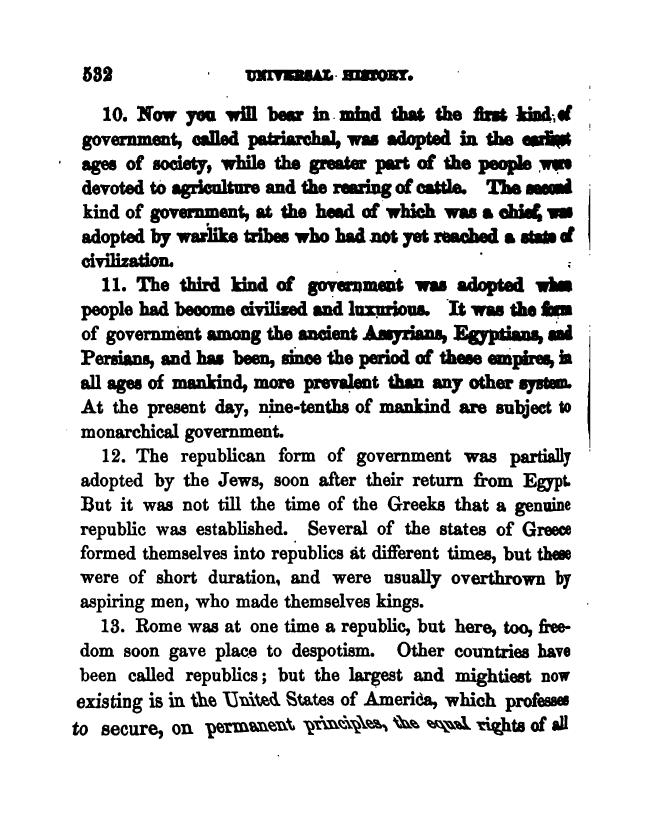 532 UNIVERSAL HISTORY.
10. Now you will bear in mind that the first kind of
government, called patriarchal, was adopted in the earliest
ages of society, while the greater part of the people were
devoted to agriculture and the rearing of cattle. The second
kind of government, at the head of which was a chief, was
adopted by warlike tribes who had not yet reached a state of
civilization.
11. The third kind of government was adopted when
people had become civilized and luxurious. It was the form
of government among the ancient Assyrians, Egyptians, and
Persians, and has been, since the period of these empires, in
all ages of mankind, more prevalent than any other system.
At the present day, nine-tenths of mankind are subject to
monarchical government.
12. The republican form of government was partially
adopted by the Jews, soon after their return from Egypt.
But it was not till the time of the Greeks that a genuine
republic was established. Several of the states of Greece
formed themselves into republics at different times, but these
were of short duration, and were usually overthrown by
aspiring men, who made themselves kings.
13. Rome was at one time a republic, but here, too, free-
dom soon gave place to despotism. Other countries have
been called republics; but the largest and mightiest now
existing is in the United States of America, which professes
to secure, on permanent principles, the equal rights of all